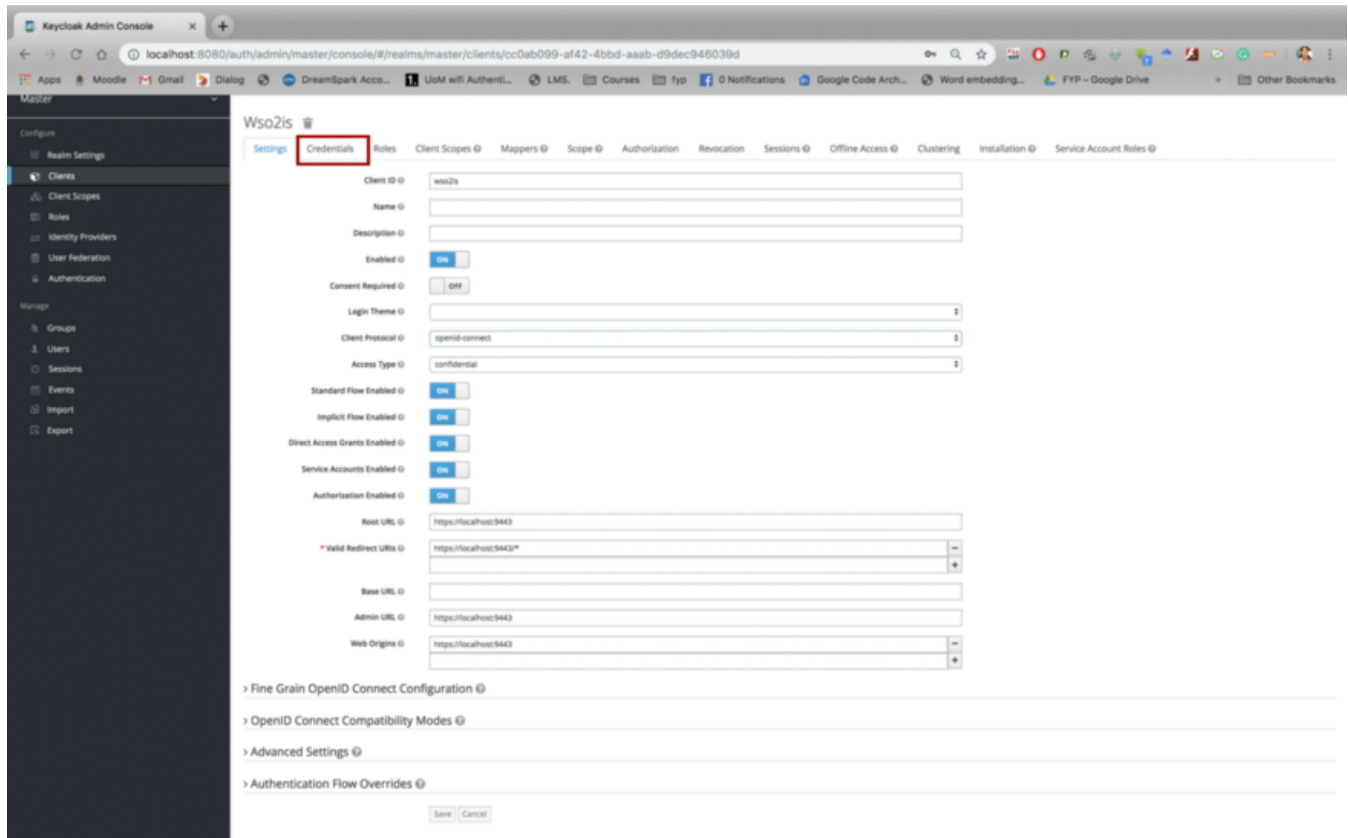 Keycloak Admin Console
localhost:8080/auth/admin/master/console/#/realms/master/clients/cc0ab099-af42-4bbd-aaab-d9dec946039d
Apps Moodle Gmail Dialog DreamSpark Acco... UoM wifi Authenti... LMS. Courses fyp 0 Notifications Google Code Arch... Word embedding... FYP – Google Drive » Other Bookmarks
Master
Configure
Realm Settings
Clients
Client Scopes
Roles
Identity Providers
User Federation
Authentication
Manage
Groups
Users
Sessions
Events
Import
Export
Wso2is
Settings Credentials Roles Client Scopes Mappers Scope Authorization Revocation Sessions Offline Access Clustering Installation Service Account Roles
Client ID wso2is
Name
Description
Enabled ON
Consent Required OFF
Login Theme
Client Protocol openid-connect
Access Type confidential
Standard Flow Enabled ON
Implicit Flow Enabled ON
Direct Access Grants Enabled ON
Service Accounts Enabled ON
Authorization Enabled ON
Root URL https://localhost:9443
* Valid Redirect URIs https://localhost:9443/*
Base URL
Admin URL https://localhost:9443
Web Origins https://localhost:9443
> Fine Grain OpenID Connect Configuration
> OpenID Connect Compatibility Modes
> Advanced Settings
> Authentication Flow Overrides
Save Cancel